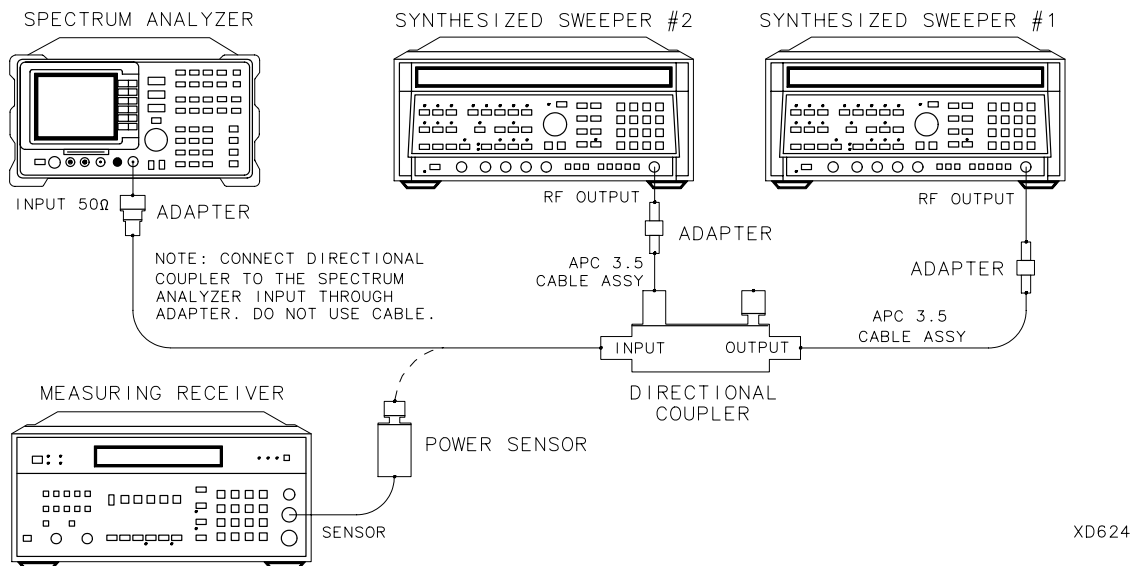 SPECTRUM ANALYZER
SYNTHESIZED SWEEPER #2
SYNTHESIZED SWEEPER #1
INPUT 50Ω
ADAPTER
RF OUTPUT
RF OUTPUT
ADAPTER
ADAPTER
NOTE: CONNECT DIRECTIONAL
COUPLER TO THE SPECTRUM
ANALYZER INPUT THROUGH
ADAPTER. DO NOT USE CABLE.
APC 3.5
CABLE ASSY
APC 3.5
CABLE ASSY
INPUT
OUTPUT
DIRECTIONAL
COUPLER
MEASURING RECEIVER
POWER SENSOR
SENSOR
XD624